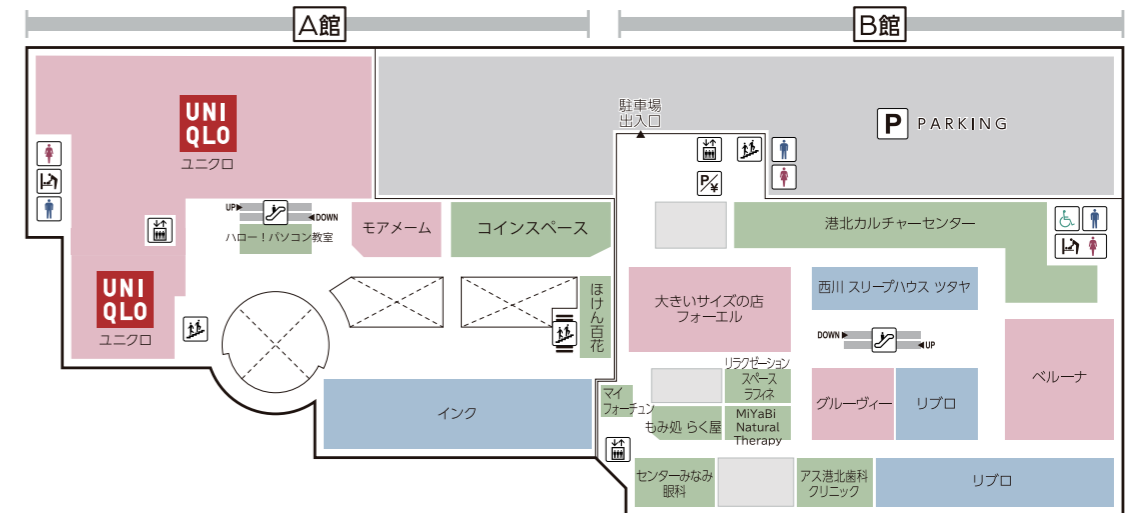 A館
B館
UNI
QLO
ユニクロ
駐車場
出入口
P PARKING
P/¥
UP
DOWN
ハロー！パソコン教室
モアメーム
コインスペース
港北カルチャーセンター
UNI
QLO
ユニクロ
ほけん百花
大きいサイズの店
フォーエル
西川 スリープハウス ツタヤ
DOWN
UP
リラクゼーション
スペース
ラフィネ
ベルーナ
グルーヴィー
リブロ
マイ
フォーチュン
インク
もみ処 らく屋
MiYaBi
Natural
Therapy
センターみなみ
眼科
アス港北歯科
クリニック
リブロ